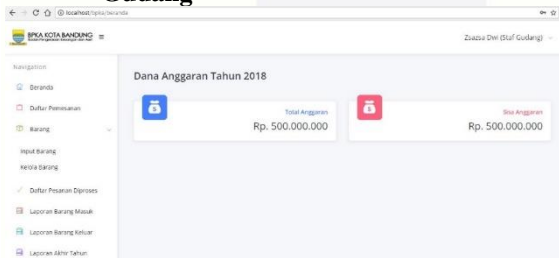 Gudang
localhost/bpka/beranda
BPKA KOTA BANDUNG
Zsazsa Dwi (Staf Gudang)
Navigation
Dana Anggaran Tahun 2018
Beranda
Daftar Pemesanan
Total Anggaran
Rp. 500.000.000
Sisa Anggaran
Rp. 500.000.000
Barang
Input Barang
Kelola Barang
Daftar Pesanan Diproses
Laporan Barang Masuk
Laporan Barang Keluar
Laporan Akhir Tahun